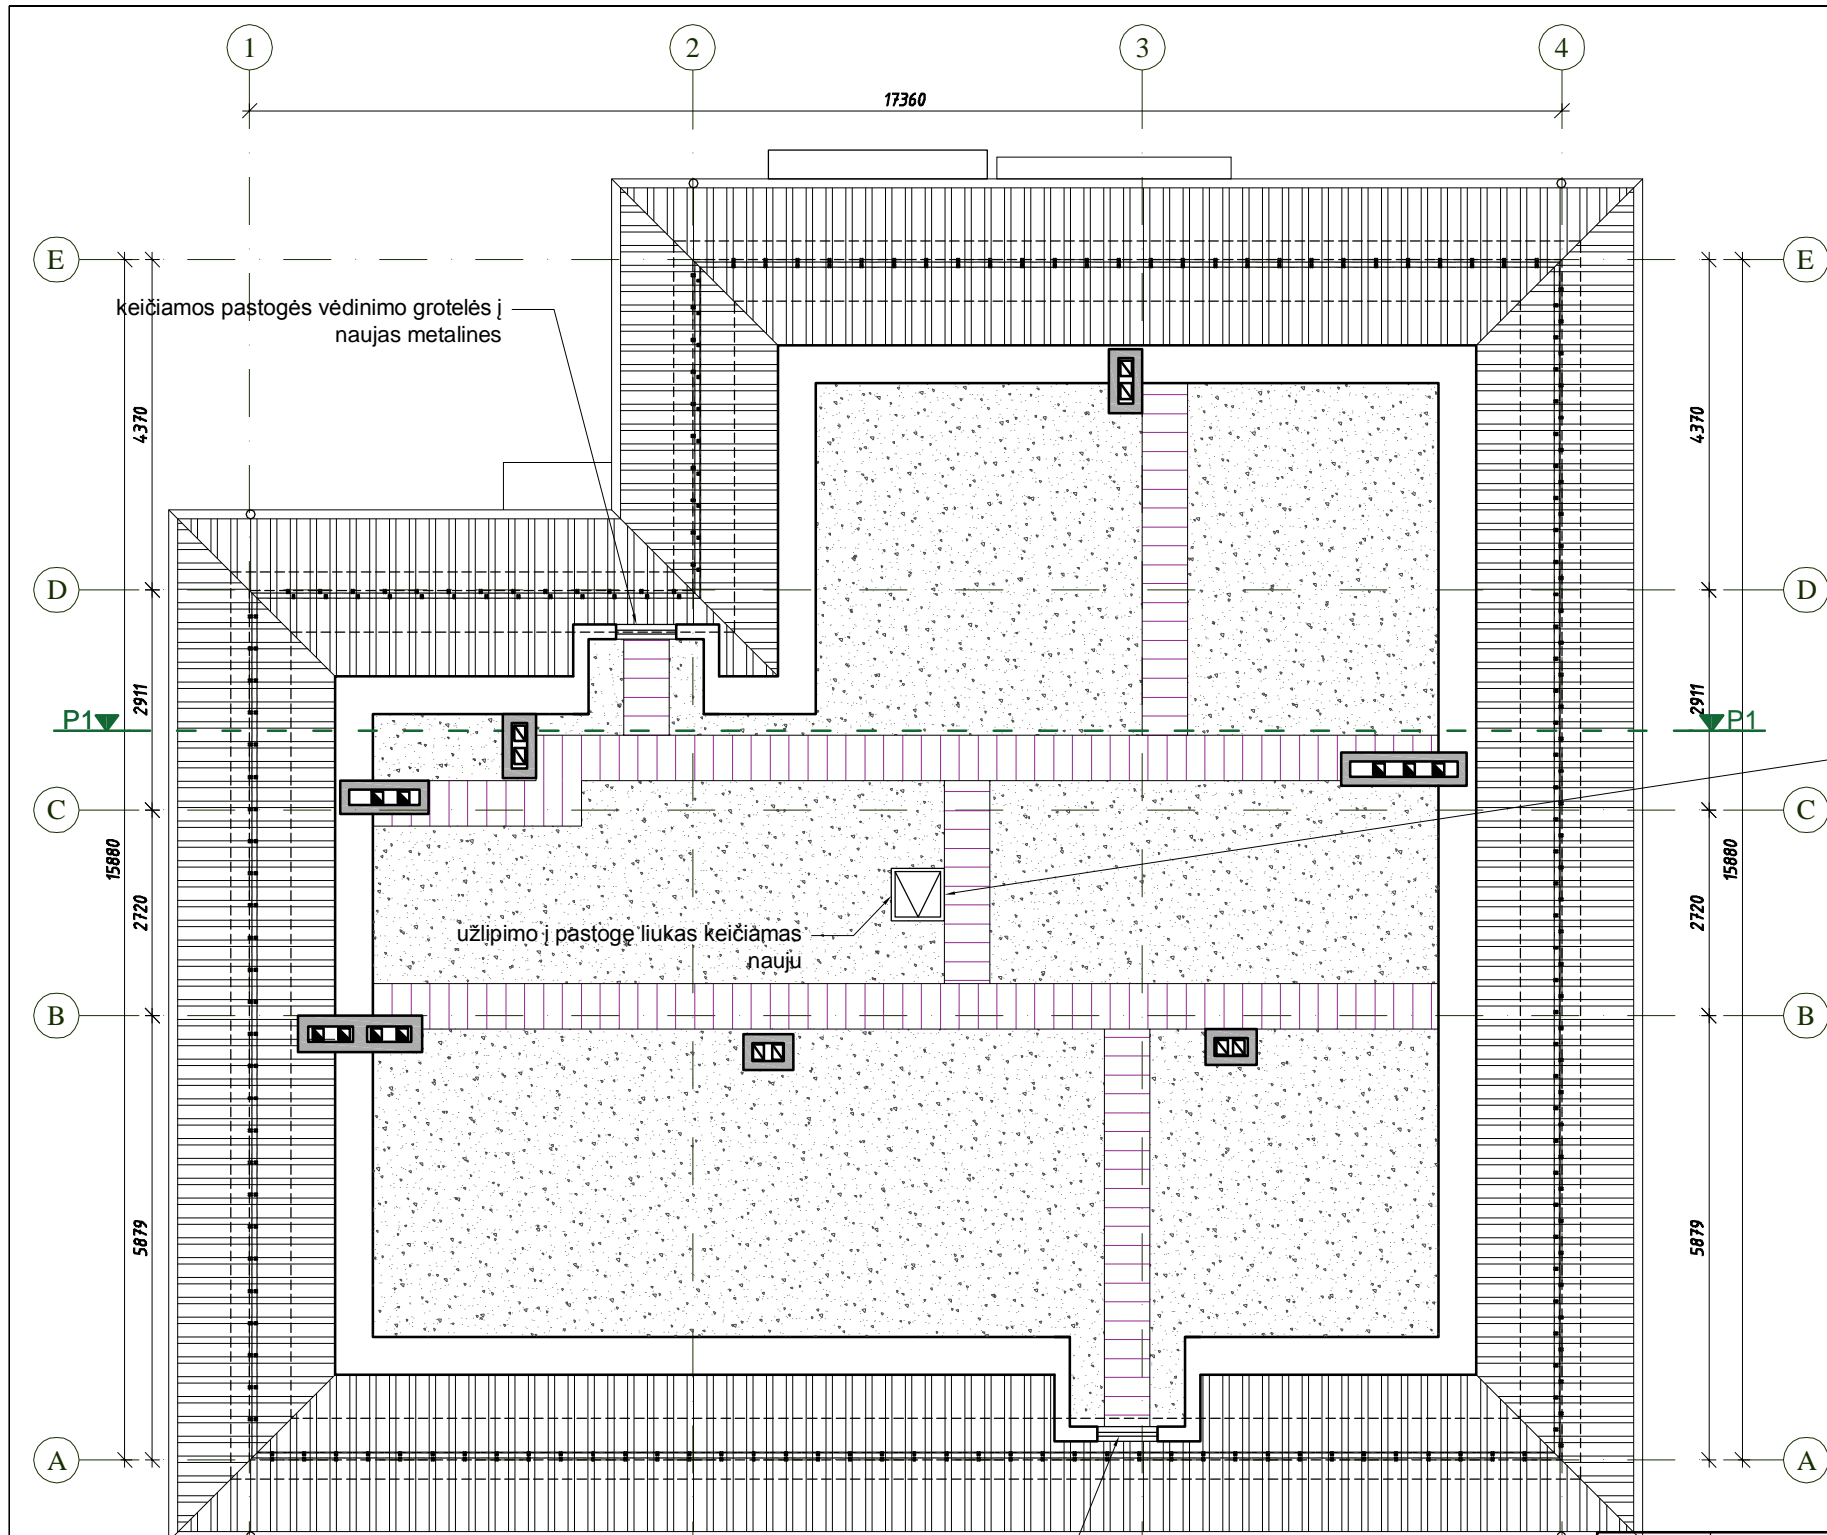 1 2 3 4
17360
E E
keičiamos pastogės vėdinimo grotelės į
naujas metalines
4370 4370
D D
2911 2911
P1 P1
C C
15880 15880
2720 2720
užlipimo į pastogę liukas keičiamas
nauju
B B
5879 5879
A A